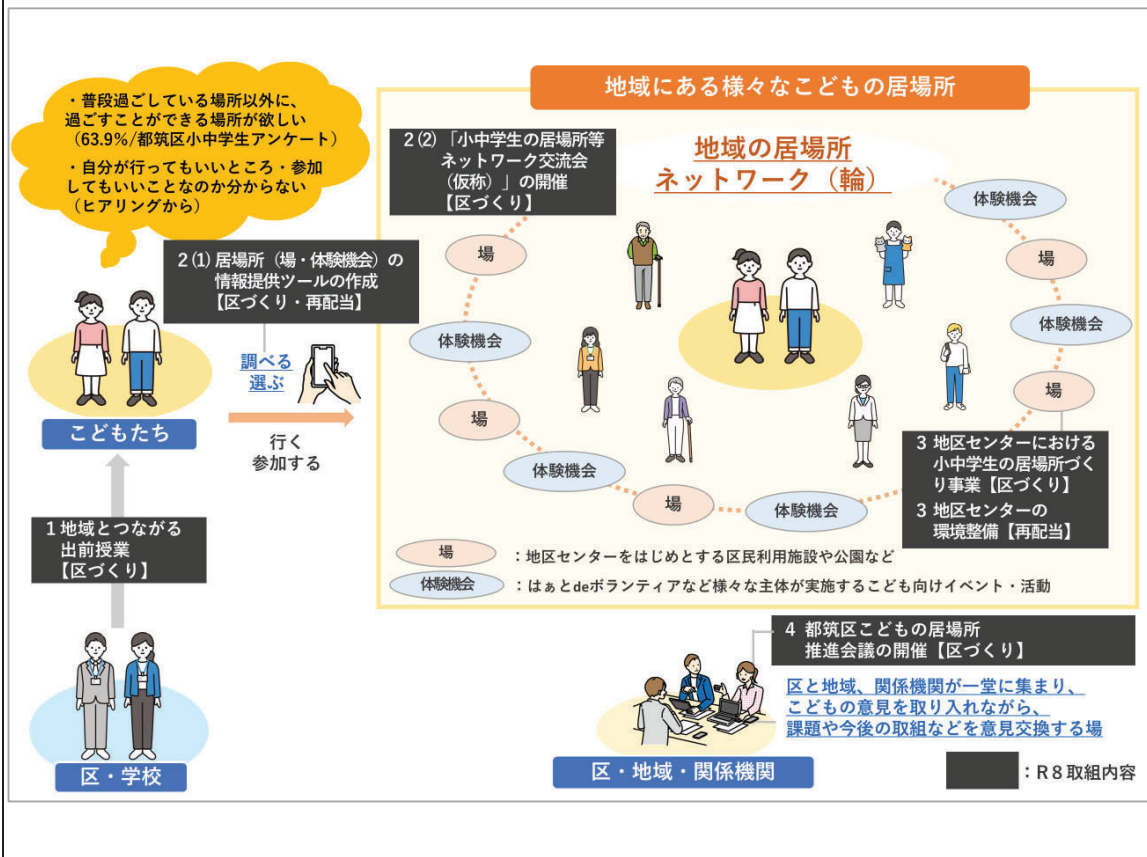 地域にある様々なこどもの居場所
・普段過ごしている場所以外に、
過ごすことができる場所が欲しい
（63.9%/都筑区小中学生アンケート）
・自分が行ってもいいところ・参加
してもいいことなのか分からない
（ヒアリングから）
2⑵ 「小中学生の居場所等
ネットワーク交流会
（仮称）」の開催
【区づくり】
地域の居場所
ネットワーク（輪）
体験機会
場
場
2⑴ 居場所（場・体験機会）の
情報提供ツールの作成
【区づくり・再配当】
体験機会
体験機会
調べる
選ぶ
場
場
こどもたち
行く
参加する
体験機会
場
体験機会
3 地区センターにおける
小中学生の居場所づく
り事業【区づくり】
3 地区センターの
環境整備【再配当】
1 地域とつながる
出前授業
【区づくり】
場 ：地区センターをはじめとする区民利用施設や公園など
体験機会 ：はぁとdeボランティアなど様々な主体が実施するこども向けイベント・活動
4 都筑区こどもの居場所
推進会議の開催【区づくり】
区と地域、関係機関が一堂に集まり、
こどもの意見を取り入れながら、
課題や今後の取組などを意見交換する場
区・学校
区・地域・関係機関
：R８取組内容